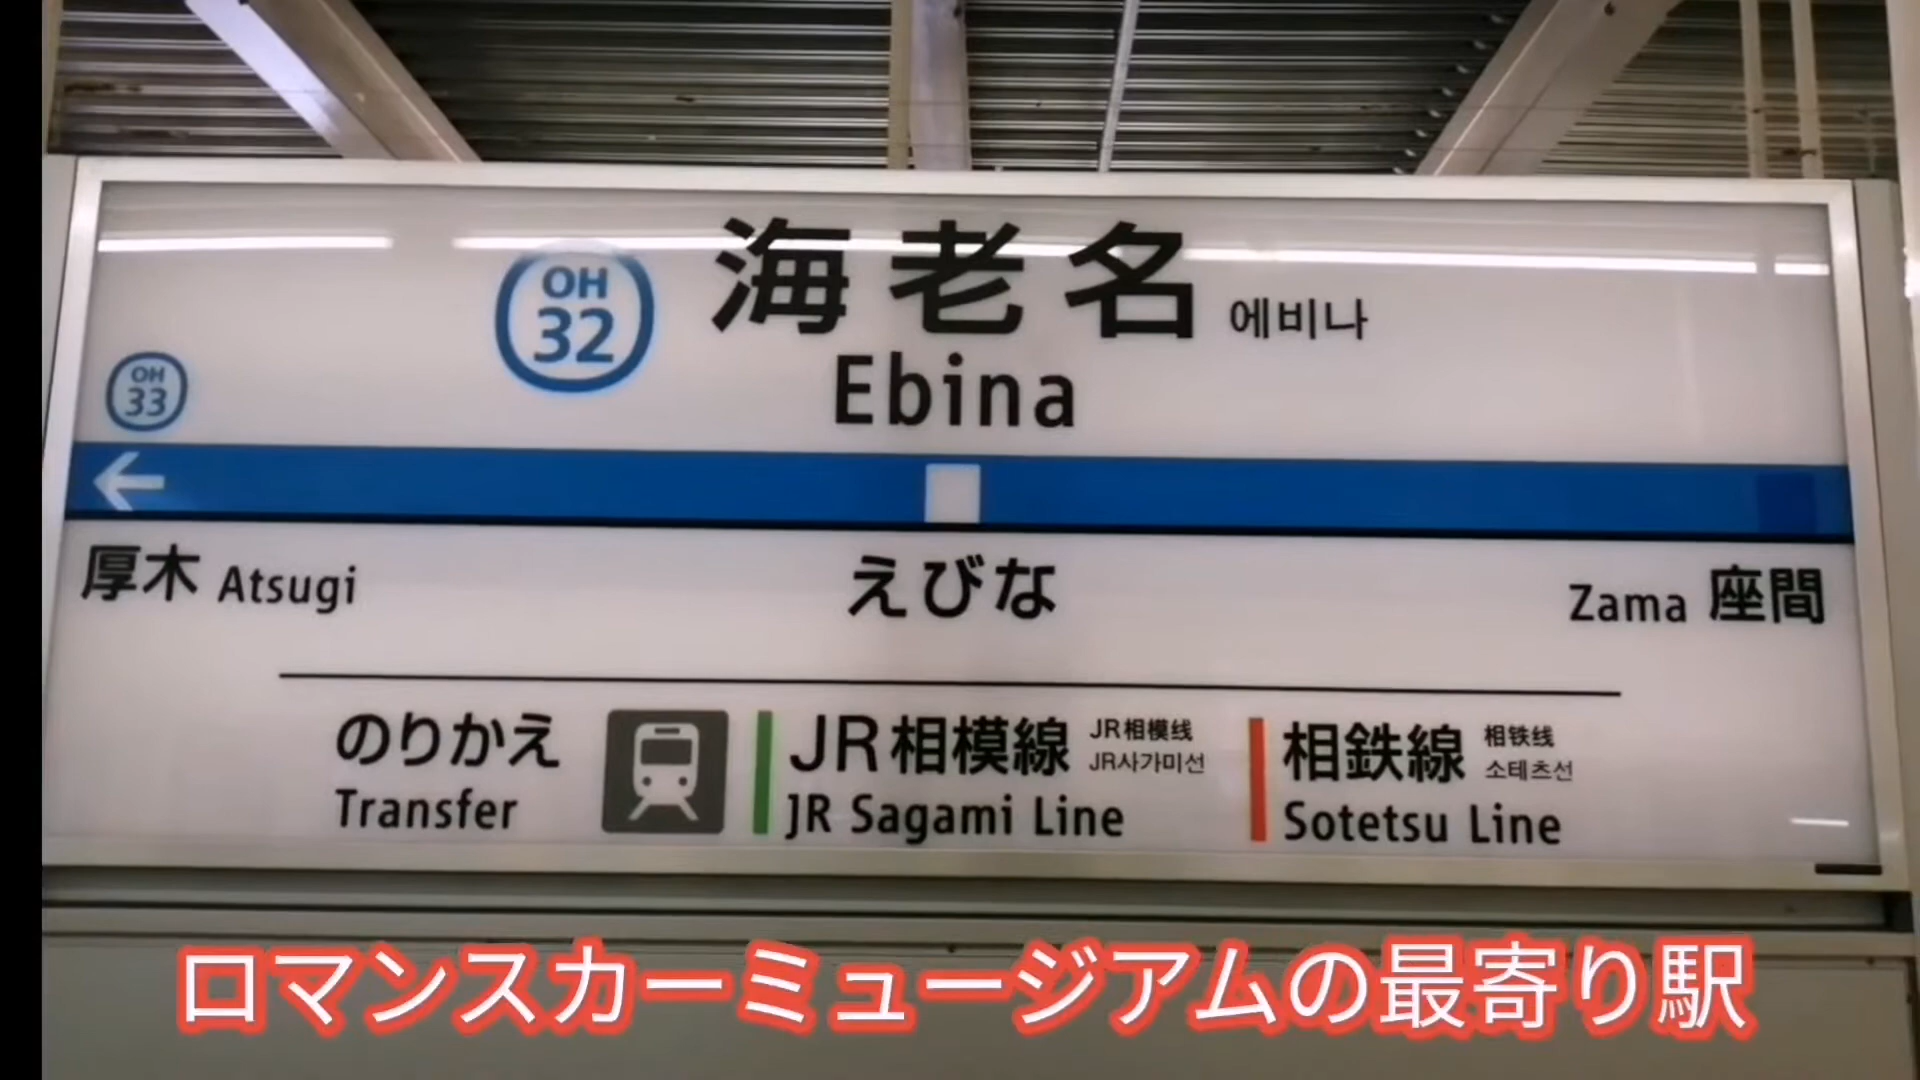 OH
32
海老名 에비나
Ebina
OH
33
厚木 Atsugi
えびな
Zama 座間
のりかえ
Transfer
JR相模線 JR相模线
JR사가미선
JR Sagami Line
相鉄線 相铁线
소테츠선
Sotetsu Line
ロマンスカーミュージアムの最寄り駅